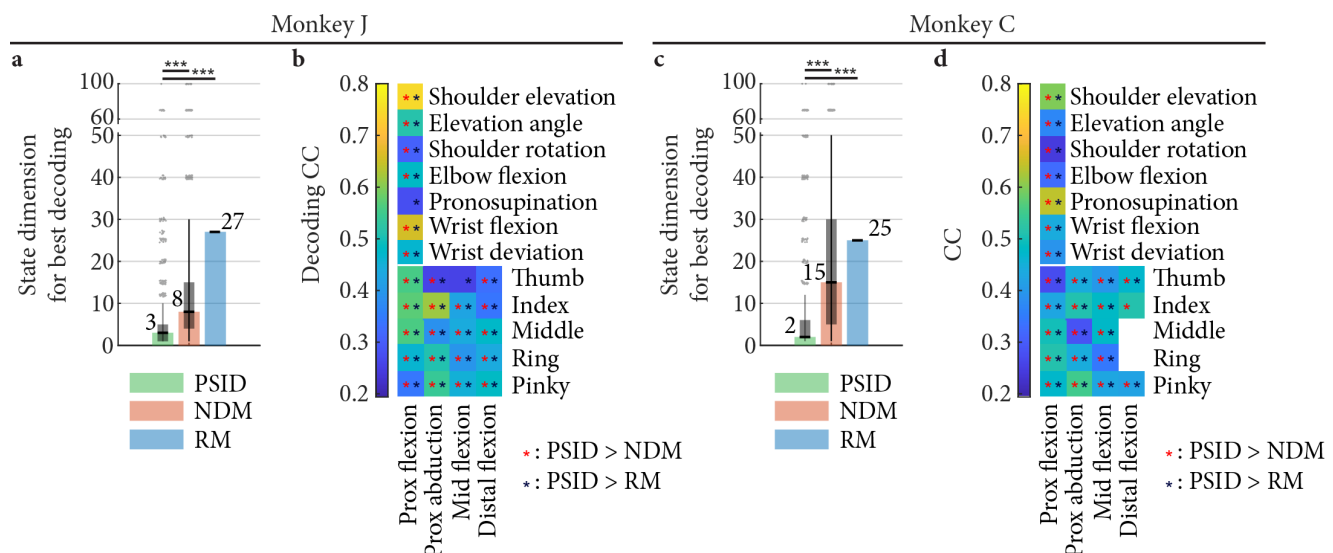 Monkey J
Monkey C
a
State dimension
for best decoding
100
60
50
40
30
20
10
0
***
***
3
8
27
PSID
NDM
RM
b
Decoding CC
0.8
0.7
0.6
0.5
0.4
0.3
0.2
* * Shoulder elevation
* * Elevation angle
* * Shoulder rotation
* * Elbow flexion
* Pronosupination
* * Wrist flexion
* * Wrist deviation
* * * * * * * Thumb
* * * * * * * * Index
* * * * * * * * Middle
* * * * * * * * Ring
* * * * * * * * Pinky
Prox flexion
Prox abduction
Mid flexion
Distal flexion
* : PSID > NDM
* : PSID > RM
c
State dimension
for best decoding
100
60
50
40
30
20
10
0
***
***
2
15
25
PSID
NDM
RM
d
CC
0.8
0.7
0.6
0.5
0.4
0.3
0.2
* * Shoulder elevation
* * Elevation angle
* * Shoulder rotation
* * Elbow flexion
* * Pronosupination
* * Wrist flexion
* * Wrist deviation
* * * * * * * * Thumb
* * * * * * * Index
* * * * * * Middle
* * * * * * Ring
* * * * * * * * Pinky
Prox flexion
Prox abduction
Mid flexion
Distal flexion
* : PSID > NDM
* : PSID > RM